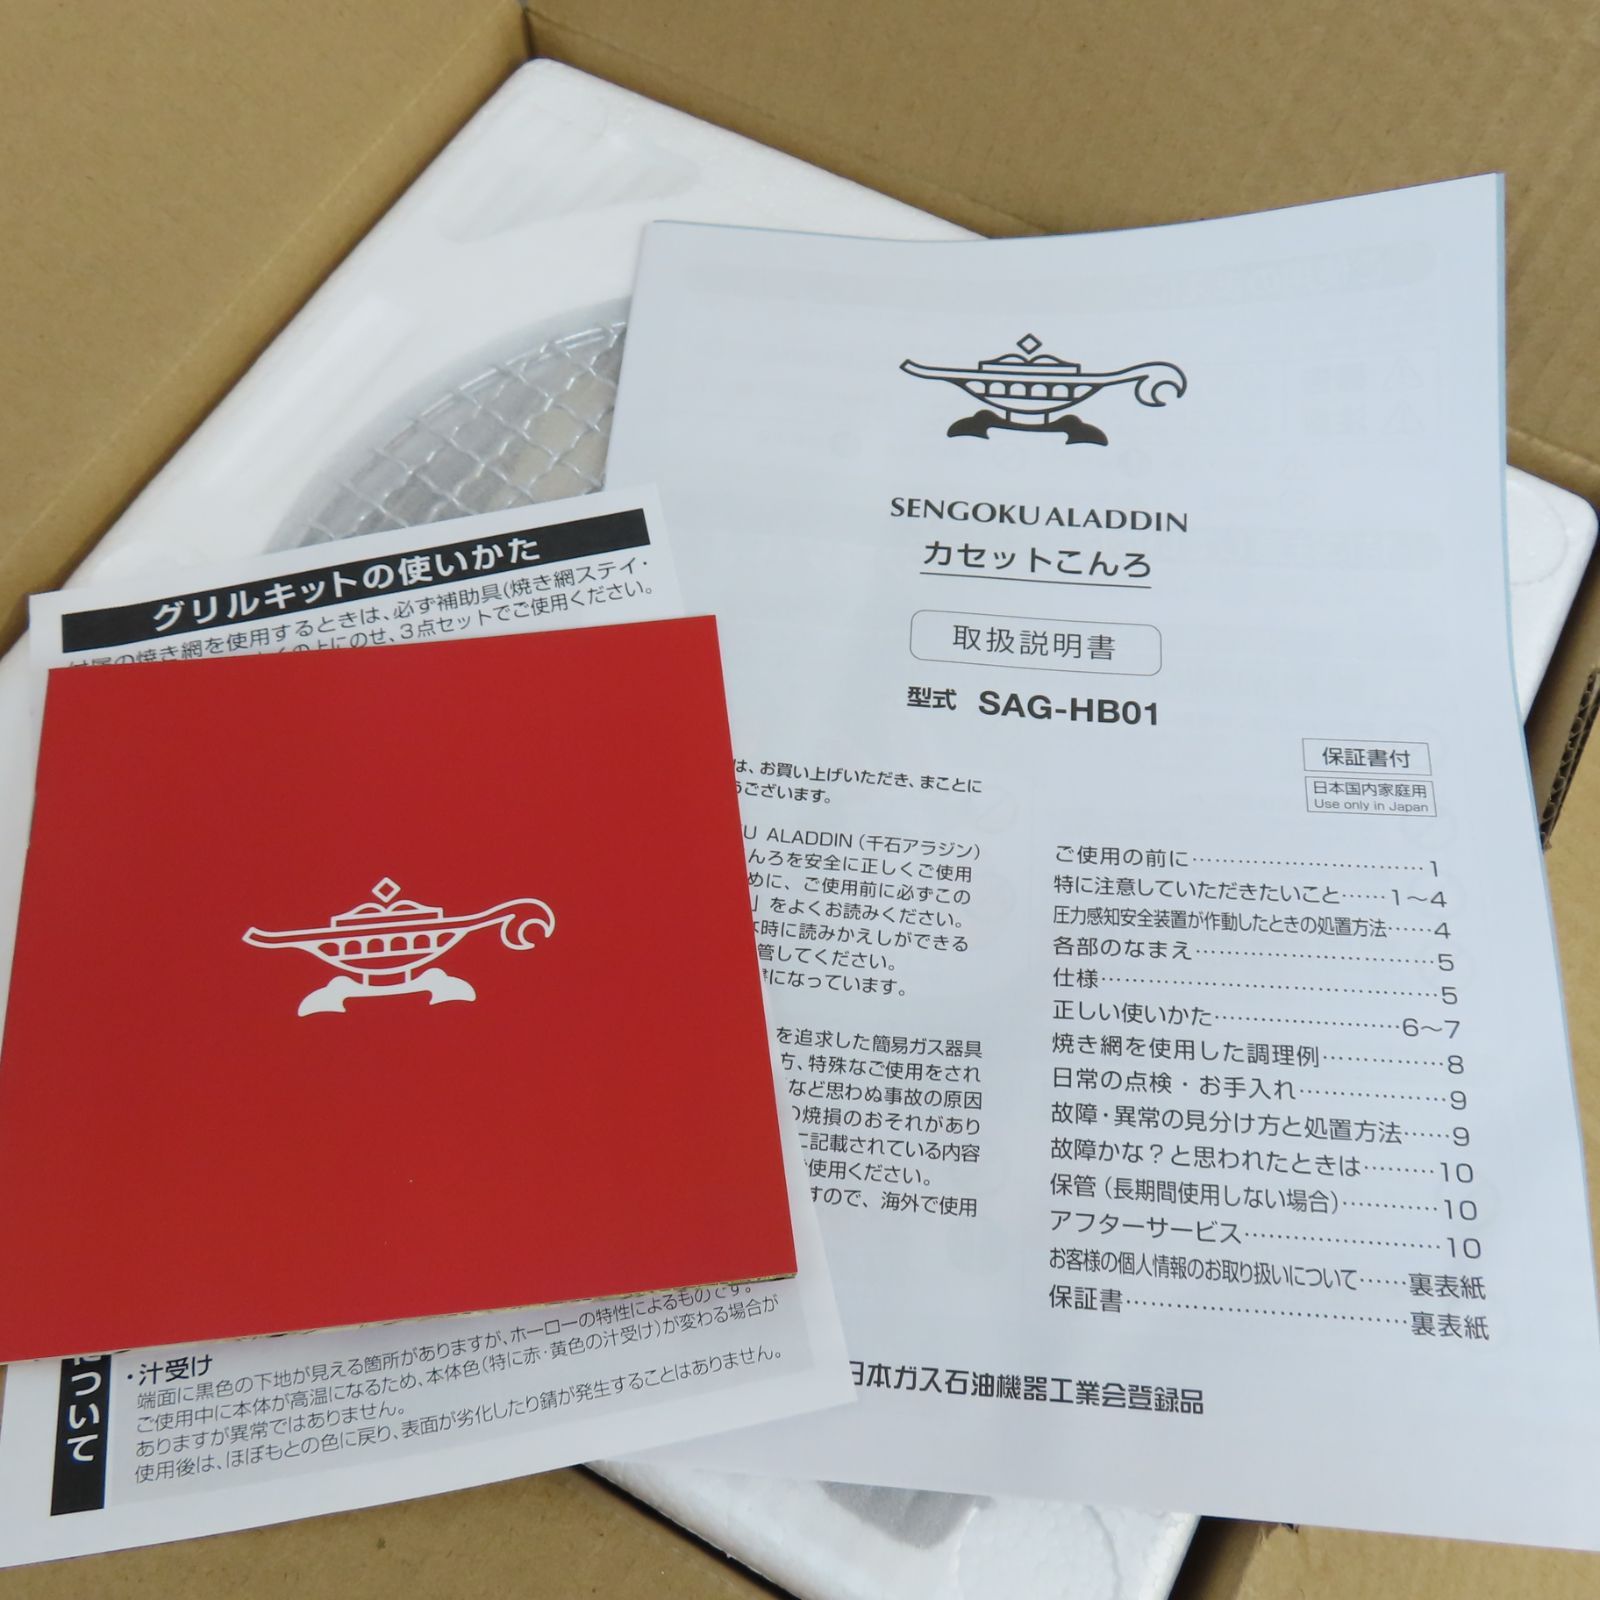 SENGOKU ALADDIN
カセットこんろ
取扱説明書
型式 SAG-HB01
保証書付
日本国内家庭用
Use only in Japan
は、お買い上げいただき、まことに
うございます。
U ALADDIN（千石アラジン）
んろを安全に正しくご使用
めに、ご使用前に必ずこの
」をよくお読みください。
な時に読みかえしができる
管してください。
になっています。
を追求した簡易ガス器具
方、特殊なご使用をされ
など思わぬ事故の原因
の焼損のおそれがあり
に記載されている内容
使用ください。
すので、海外で使用
ご使用の前に……………………………1
特に注意していただきたいこと……1～4
圧力感知安全装置が作動したときの処置方法……4
各部のなまえ……………………………5
仕様………………………………………5
正しい使いかた………………………6～7
焼き網を使用した調理例………………8
日常の点検・お手入れ…………………9
故障・異常の見分け方と処置方法……9
故障かな？と思われたときは………10
保管（長期間使用しない場合）…………10
アフターサービス……………………10
お客様の個人情報のお取り扱いについて……裏表紙
保証書………………………………裏表紙
日本ガス石油機器工業会登録品
グリルキットの使いかた
付属の焼き網を使用するときは、必ず補助具(焼き網ステイ・
の上にのせ、3点セットでご使用ください。
について
ホーローの特性によるものです。
・汁受け
端面に黒色の下地が見える箇所がありますが、
ご使用中に本体が高温になるため、本体色(特に赤・黄色の汁受け)が変わる場合が
ありますが異常ではありません。
使用後は、ほぼもとの色に戻り、表面が劣化したり錆が発生することはありません。